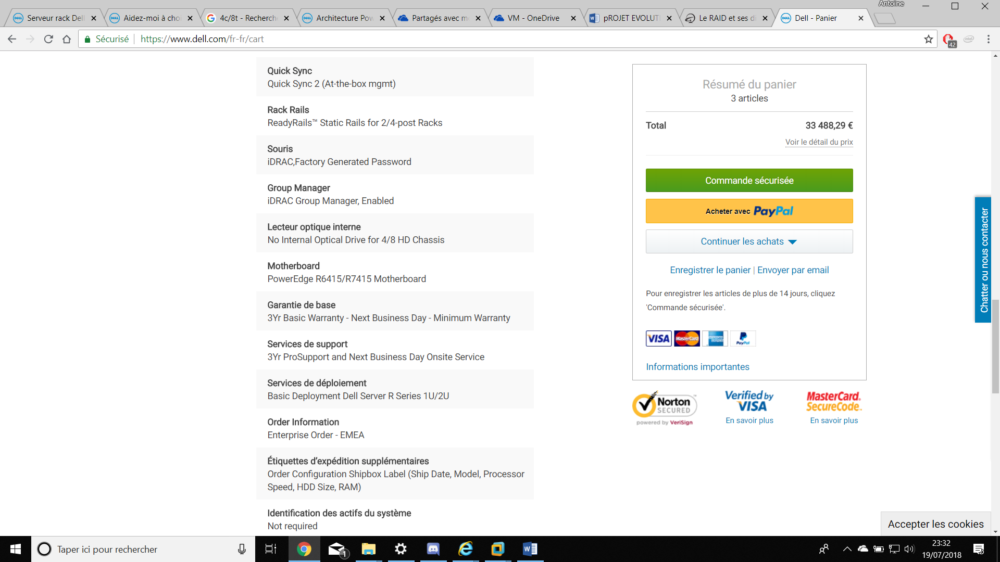 Antoine
Serveur rack Dell
Aidez-moi à choi
4c/8t - Recherch
Architecture Pow
Partagés avec m
VM - OneDrive
pROJET EVOLUTI
Le RAID et ses di
Dell - Panier
Sécurisé
https://www.dell.com/fr-fr/cart
42
intel
Quick Sync
Quick Sync 2 (At-the-box mgmt)
Rack Rails
ReadyRails™ Static Rails for 2/4-post Racks
Souris
iDRAC,Factory Generated Password
Group Manager
iDRAC Group Manager, Enabled
Lecteur optique interne
No Internal Optical Drive for 4/8 HD Chassis
Motherboard
PowerEdge R6415/R7415 Motherboard
Garantie de base
3Yr Basic Warranty - Next Business Day - Minimum Warranty
Services de support
3Yr ProSupport and Next Business Day Onsite Service
Services de déploiement
Basic Deployment Dell Server R Series 1U/2U
Order Information
Enterprise Order - EMEA
Étiquettes d’expédition supplémentaires
Order Configuration Shipbox Label (Ship Date, Model, Processor
Speed, HDD Size, RAM)
Identification des actifs du système
Not required
Résumé du panier
3 articles
Total 33 488,29 €
Voir le détail du prix
Commande sécurisée
Acheter avec PayPal
Continuer les achats
Enregistrer le panier | Envoyer par email
Pour enregistrer les articles de plus de 14 jours, cliquez
'Commande sécurisée'.
VISA MasterCard PayPal
Informations importantes
Norton
SECURED
powered by VeriSign
Verified by
VISA
En savoir plus
MasterCard.
SecureCode.
En savoir plus
Chatter ou nous contacter
Accepter les cookies
Taper ici pour rechercher
1
23:32
19/07/2018